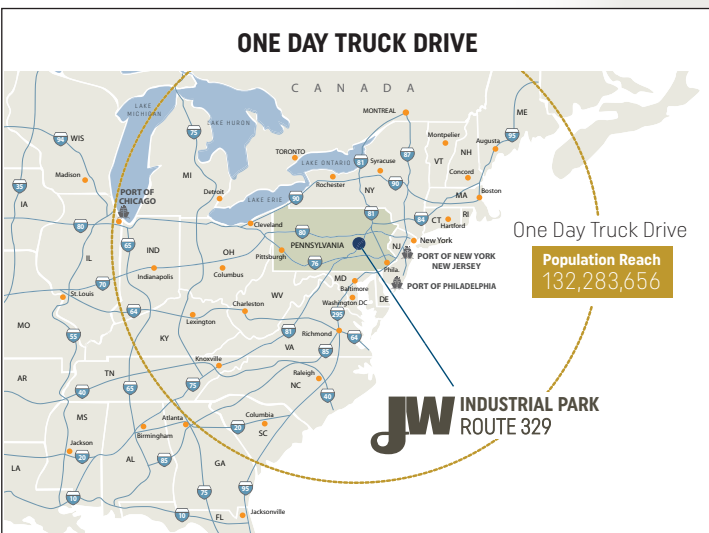 ONE DAY TRUCK DRIVE
CANADA
LAKE
MICHIGAN
LAKE HURON
MONTREAL
ME
94
WIS
75
TORONTO
LAKE ONTARIO
81
Syracuse
87
Montpelier
VT
NH
Augusta
95
Madison
MI
Rochester
NY
90
Concord
35
IA
PORT OF
CHICAGO
Detroit
LAKE ERIE
90
MA
Boston
80
65
Cleveland
80
81
84
CT
RI
Hartford
IND
OH
PENNSYLVANIA
Pittsburgh
76
NJ
New York
PORT OF NEW YORK
NEW JERSEY
Phila.
PORT OF PHILADELPHIA
IL
Indianapolis
Columbus
70
MD
Baltimore
DE
Washington DC
295
St.Louis
64
WV
Charleston
Lexington
MO
55
KY
81
VA
Richmond
64
85
Knoxville
TN
75
Raleigh
NC
40
AR
40
65
MS
Atlanta
Birmingham
20
Columbia
SC
Jackson
20
AL
85
GA
LA
75
95
10
10
FL
Jacksonville
One Day Truck Drive
Population Reach
132,283,656
JW
INDUSTRIAL PARK
ROUTE 329